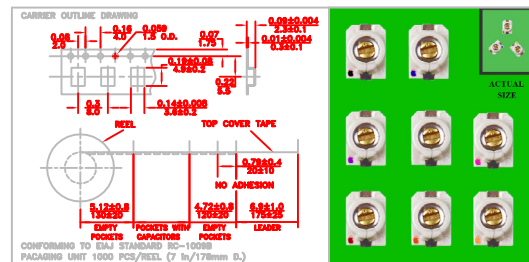 CARRIER OUTLINE DRAWING
0.08
2.0
0.16
4.0
0.059
1.5 O.D.
0.07
1.75
0.09±0.004
2.3±0.1
0.01±0.004
0.3±0.1
0.19±0.08
4.9±0.2
0.22
5.5
0.3
8.0
0.14±0.008
3.6±0.2
ACTUAL
SIZE
REEL
TOP COVER TAPE
0.79±0.4
20±10
NO ADHESION
5.12±0.8
130±20
4.72±0.8
120±20
6.9±1.0
175±25
EMPTY
POCKETS
POCKETS WITH
CAPACITORS
EMPTY
POCKETS
LEADER
CONFORMING TO EIAJ STANDARD RC-1009B
PACAGING UNIT 1000 PCS/REEL (7 in/178mm D.)